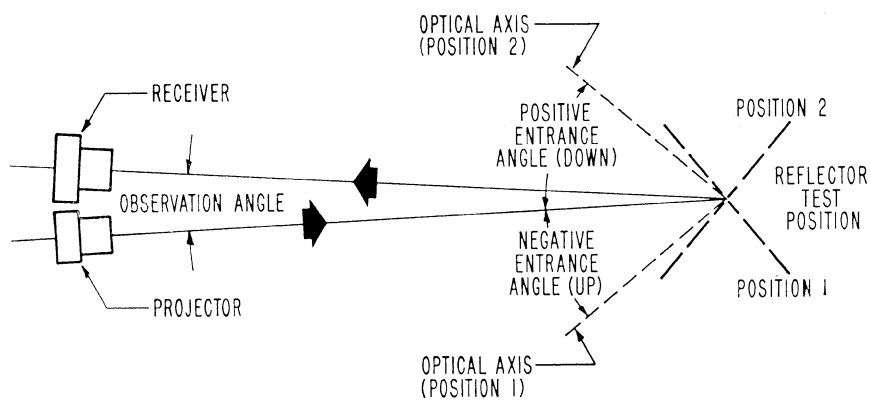 OPTICAL AXIS
(POSITION 2)
RECEIVER
POSITIVE
ENTRANCE
ANGLE (DOWN)
POSITION 2
REFLECTOR
TEST
POSITION
OBSERVATION ANGLE
NEGATIVE
ENTRANCE
ANGLE (UP)
POSITION 1
PROJECTOR
OPTICAL AXIS
(POSITION 1)